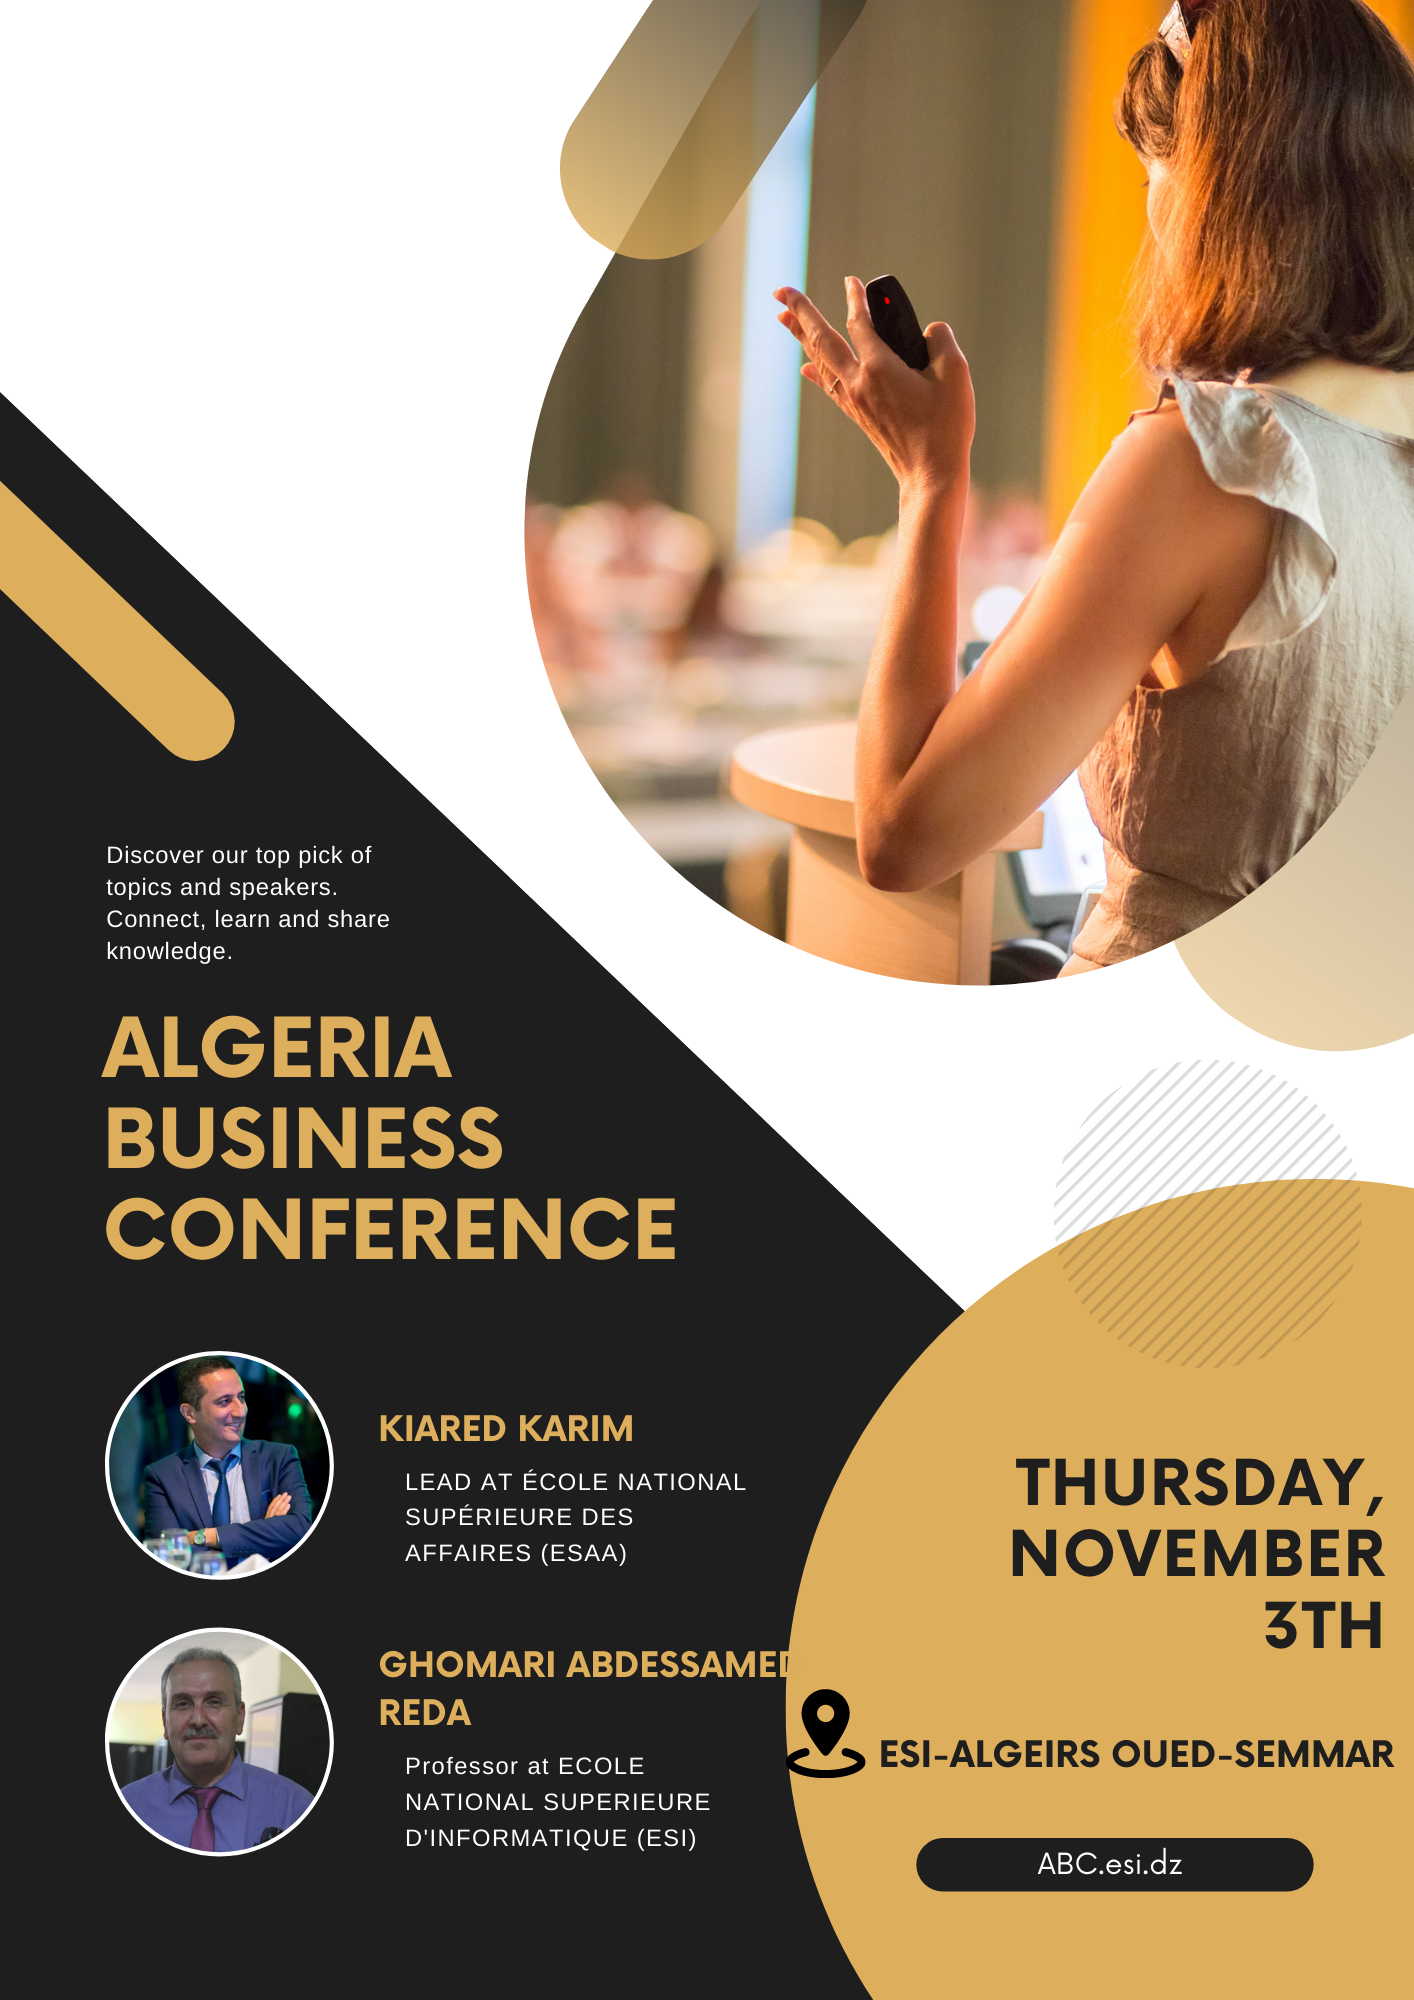 Discover our top pick of
topics and speakers.
Connect, learn and share
knowledge.
ALGERIA
BUSINESS
CONFERENCE
KIARED KARIM
LEAD AT ÉCOLE NATIONAL
SUPÉRIEURE DES
AFFAIRES (ESAA)
GHOMARI ABDESSAMED
REDA
Professor at ECOLE
NATIONAL SUPERIEURE
D'INFORMATIQUE (ESI)
THURSDAY,
NOVEMBER
3TH
ESI-ALGEIRS OUED-SEMMAR
ABC.esi.dz